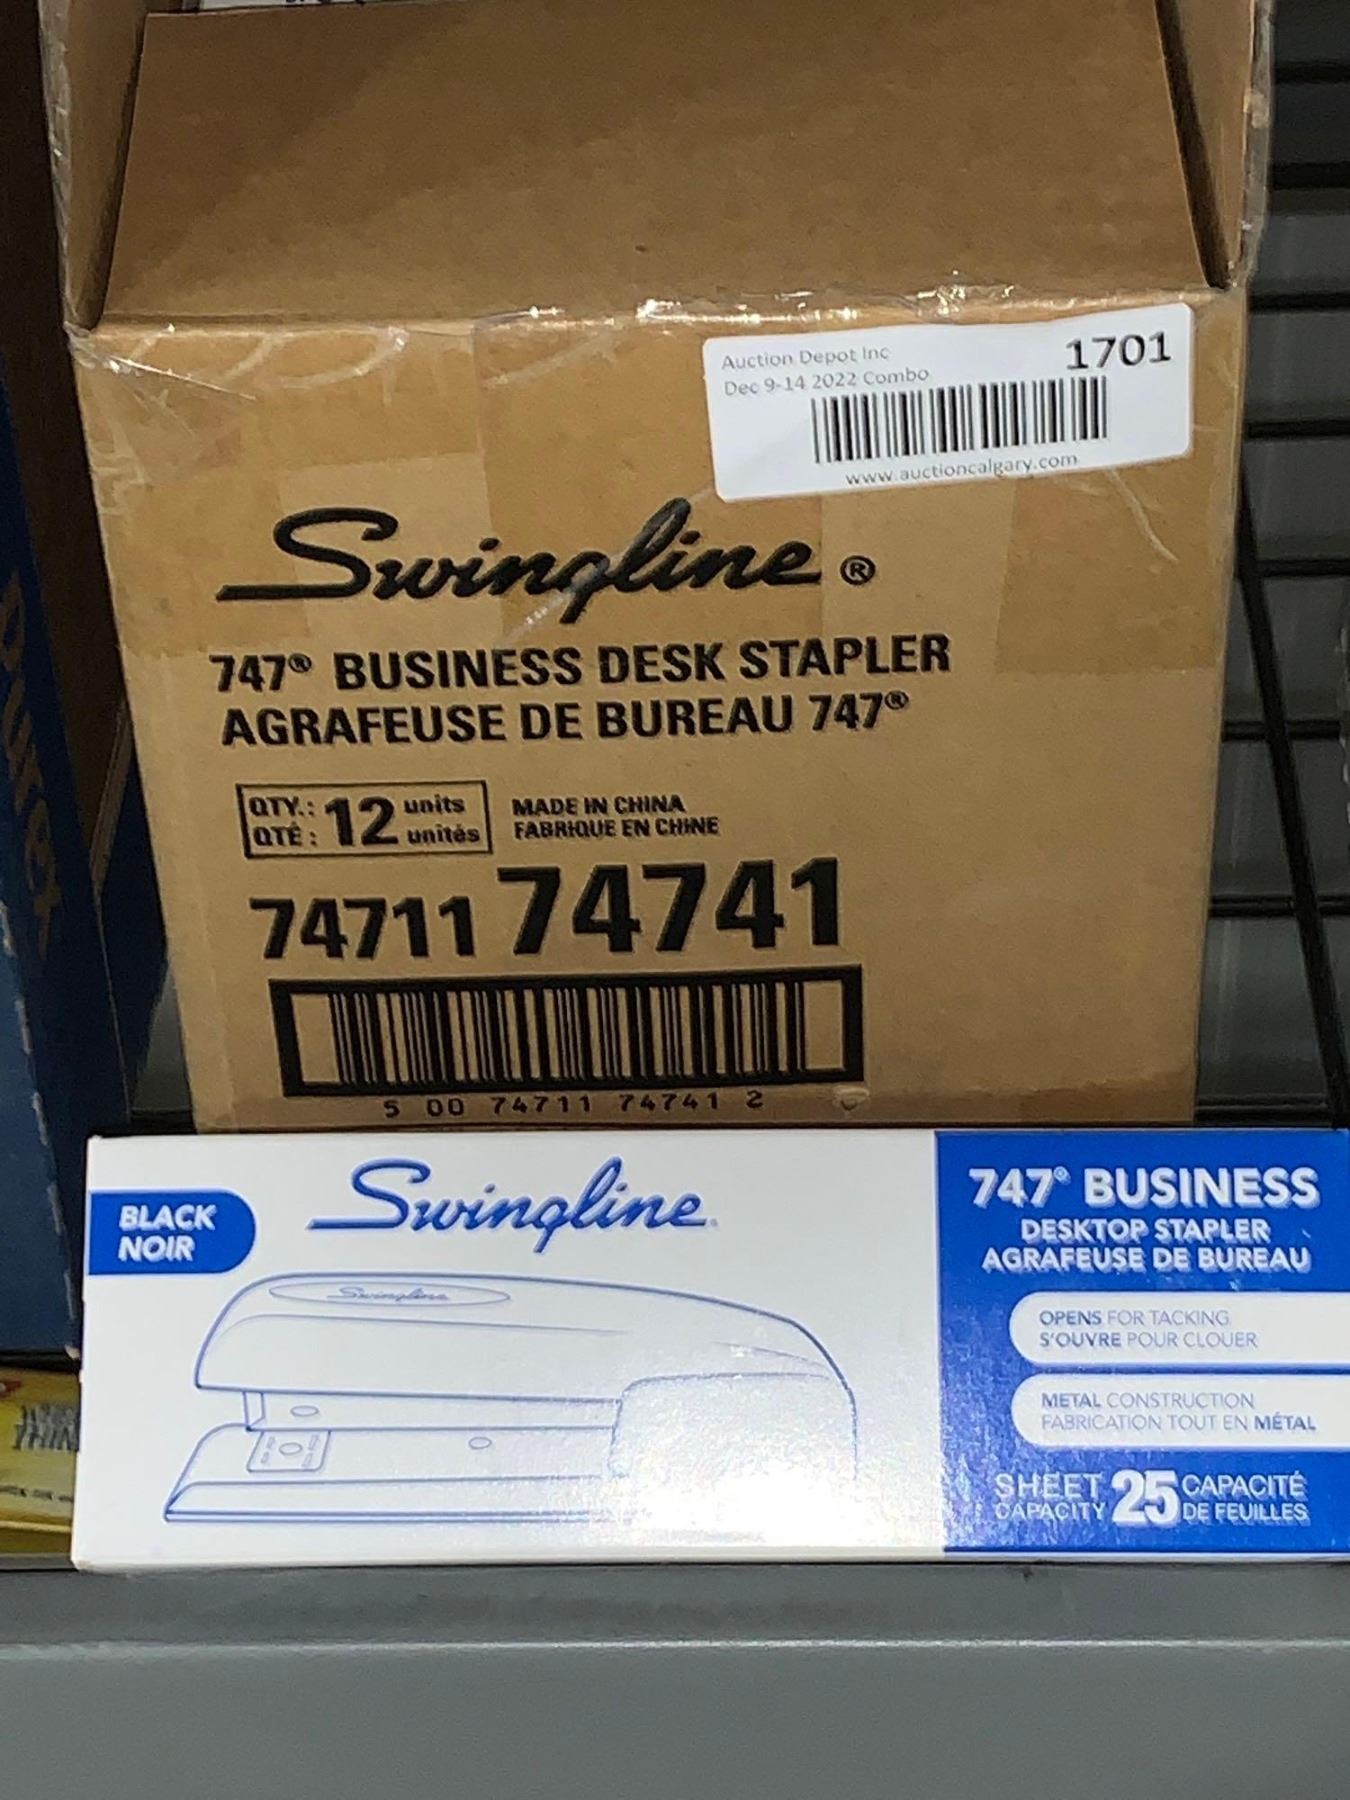 Auction Depot Inc
Dec 9-14 2022 Combo
1701
www.auctioncalgary.com
Swingline®
747® BUSINESS DESK STAPLER
AGRAFEUSE DE BUREAU 747®
QTY.: 12 units
QTÉ : unités
MADE IN CHINA
FABRIQUE EN CHINE
74711 74741
5 00 74711 74741 2
BLACK
NOIR
Swingline
Swingline
747® BUSINESS
DESKTOP STAPLER
AGRAFEUSE DE BUREAU
OPENS FOR TACKING
S'OUVRE POUR CLOUER
METAL CONSTRUCTION
FABRICATION TOUT EN MÉTAL
SHEET CAPACITY 25 CAPACITÉ DE FEUILLES